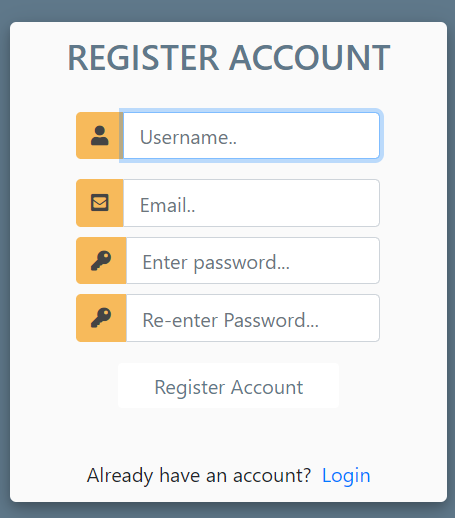 REGISTER ACCOUNT
Username..
Email..
Enter password...
Re-enter Password...
Register Account
Already have an account? Login